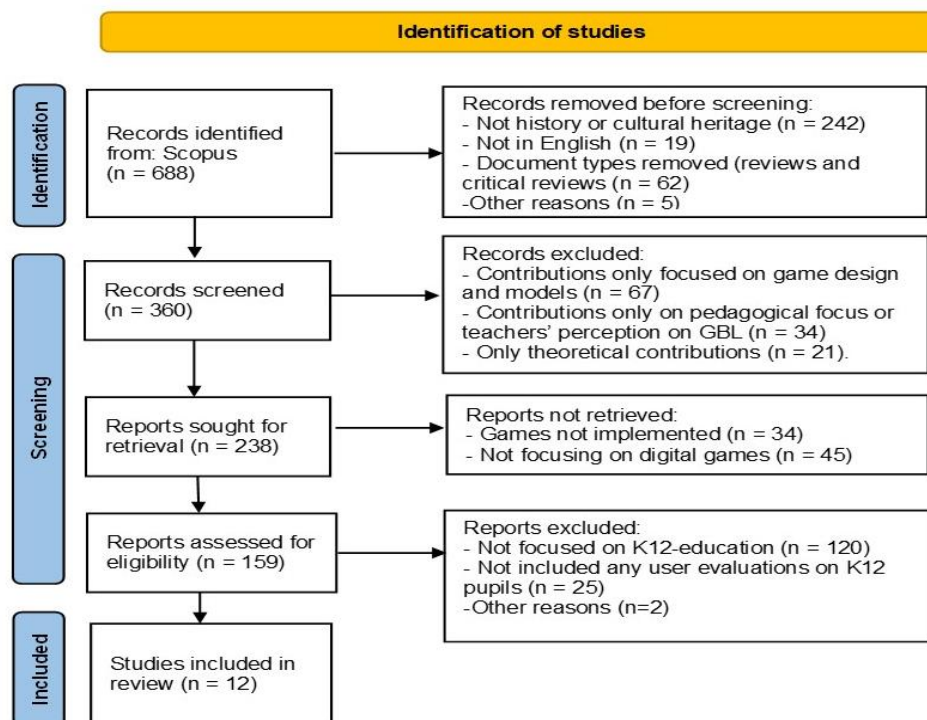 Identification of studies
Identification
Records identified
from: Scopus
(n = 688)
Records removed before screening:
- Not history or cultural heritage (n = 242)
- Not in English (n = 19)
- Document types removed (reviews and
critical reviews (n = 62)
-Other reasons (n = 5)
Screening
Records screened
(n = 360)
Records excluded:
- Contributions only focused on game design
and models (n = 67)
- Contributions only on pedagogical focus or
teachers' perception on GBL (n = 34)
- Only theoretical contributions (n = 21).
Reports sought for
retrieval (n = 238)
Reports not retrieved:
- Games not implemented (n = 34)
- Not focusing on digital games (n = 45)
Reports assessed for
eligibility (n = 159)
Reports excluded:
- Not focused on K12-education (n = 120)
- Not included any user evaluations on K12
pupils (n = 25)
-Other reasons (n=2)
Included
Studies included in
review (n = 12)